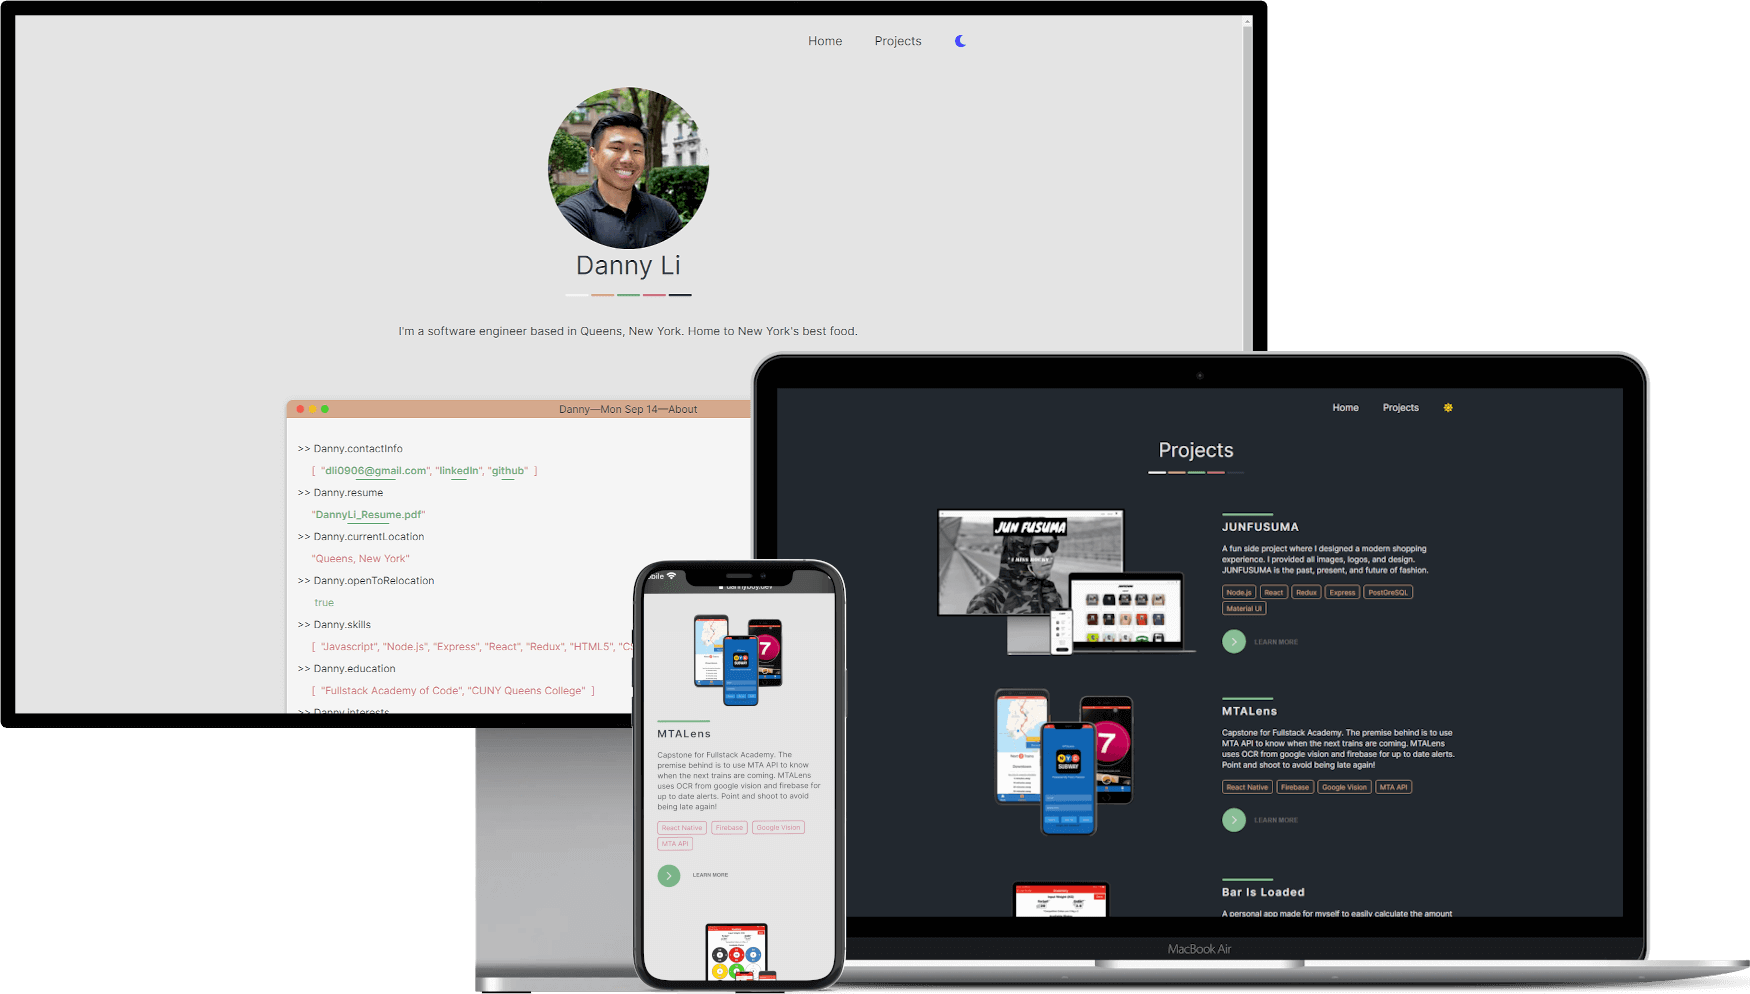 Home Projects
Danny Li
I'm a software engineer based in Queens, New York. Home to New York's best food.
Danny—Mon Sep 14—About
>> Danny.contactInfo
[ "dli0906@gmail.com", "linkedIn", "github" ]
>> Danny.resume
"DannyLi_Resume.pdf"
>> Danny.currentLocation
"Queens, New York"
>> Danny.openToRelocation
true
>> Danny.skills
[ "Javascript", "Node.js", "Express", "React", "Redux", "HTML5", "CS
>> Danny.education
[ "Fullstack Academy of Code", "CUNY Queens College" ]
>> Danny.interests
dannyboy.dev
7
NYC
SUBWAY
MTALens
Capstone for Fullstack Academy. The
premise behind is to use MTA API to know
when the next trains are coming. MTALens
uses OCR from google vision and firebase for
up to date alerts. Point and shoot to avoid
being late again!
React Native Firebase Google Vision
MTA API
LEARN MORE
Home Projects
Projects
JUN FUSUMA
JUNFUSUMA
A fun side project where I designed a modern shopping
experience. I provided all images, logos, and design.
JUNFUSUMA is the past, present, and future of fashion.
Node.js React Redux Express PostGreSQL
Material UI
LEARN MORE
7
NYC
SUBWAY
MTALens
Capstone for Fullstack Academy. The premise behind is to use
MTA API to know when the next trains are coming. MTALens
uses OCR from google vision and firebase for up to date alerts.
Point and shoot to avoid being late again!
React Native Firebase Google Vision MTA API
LEARN MORE
Bar Is Loaded
A personal app made for myself to easily calculate the amount
MacBook Air